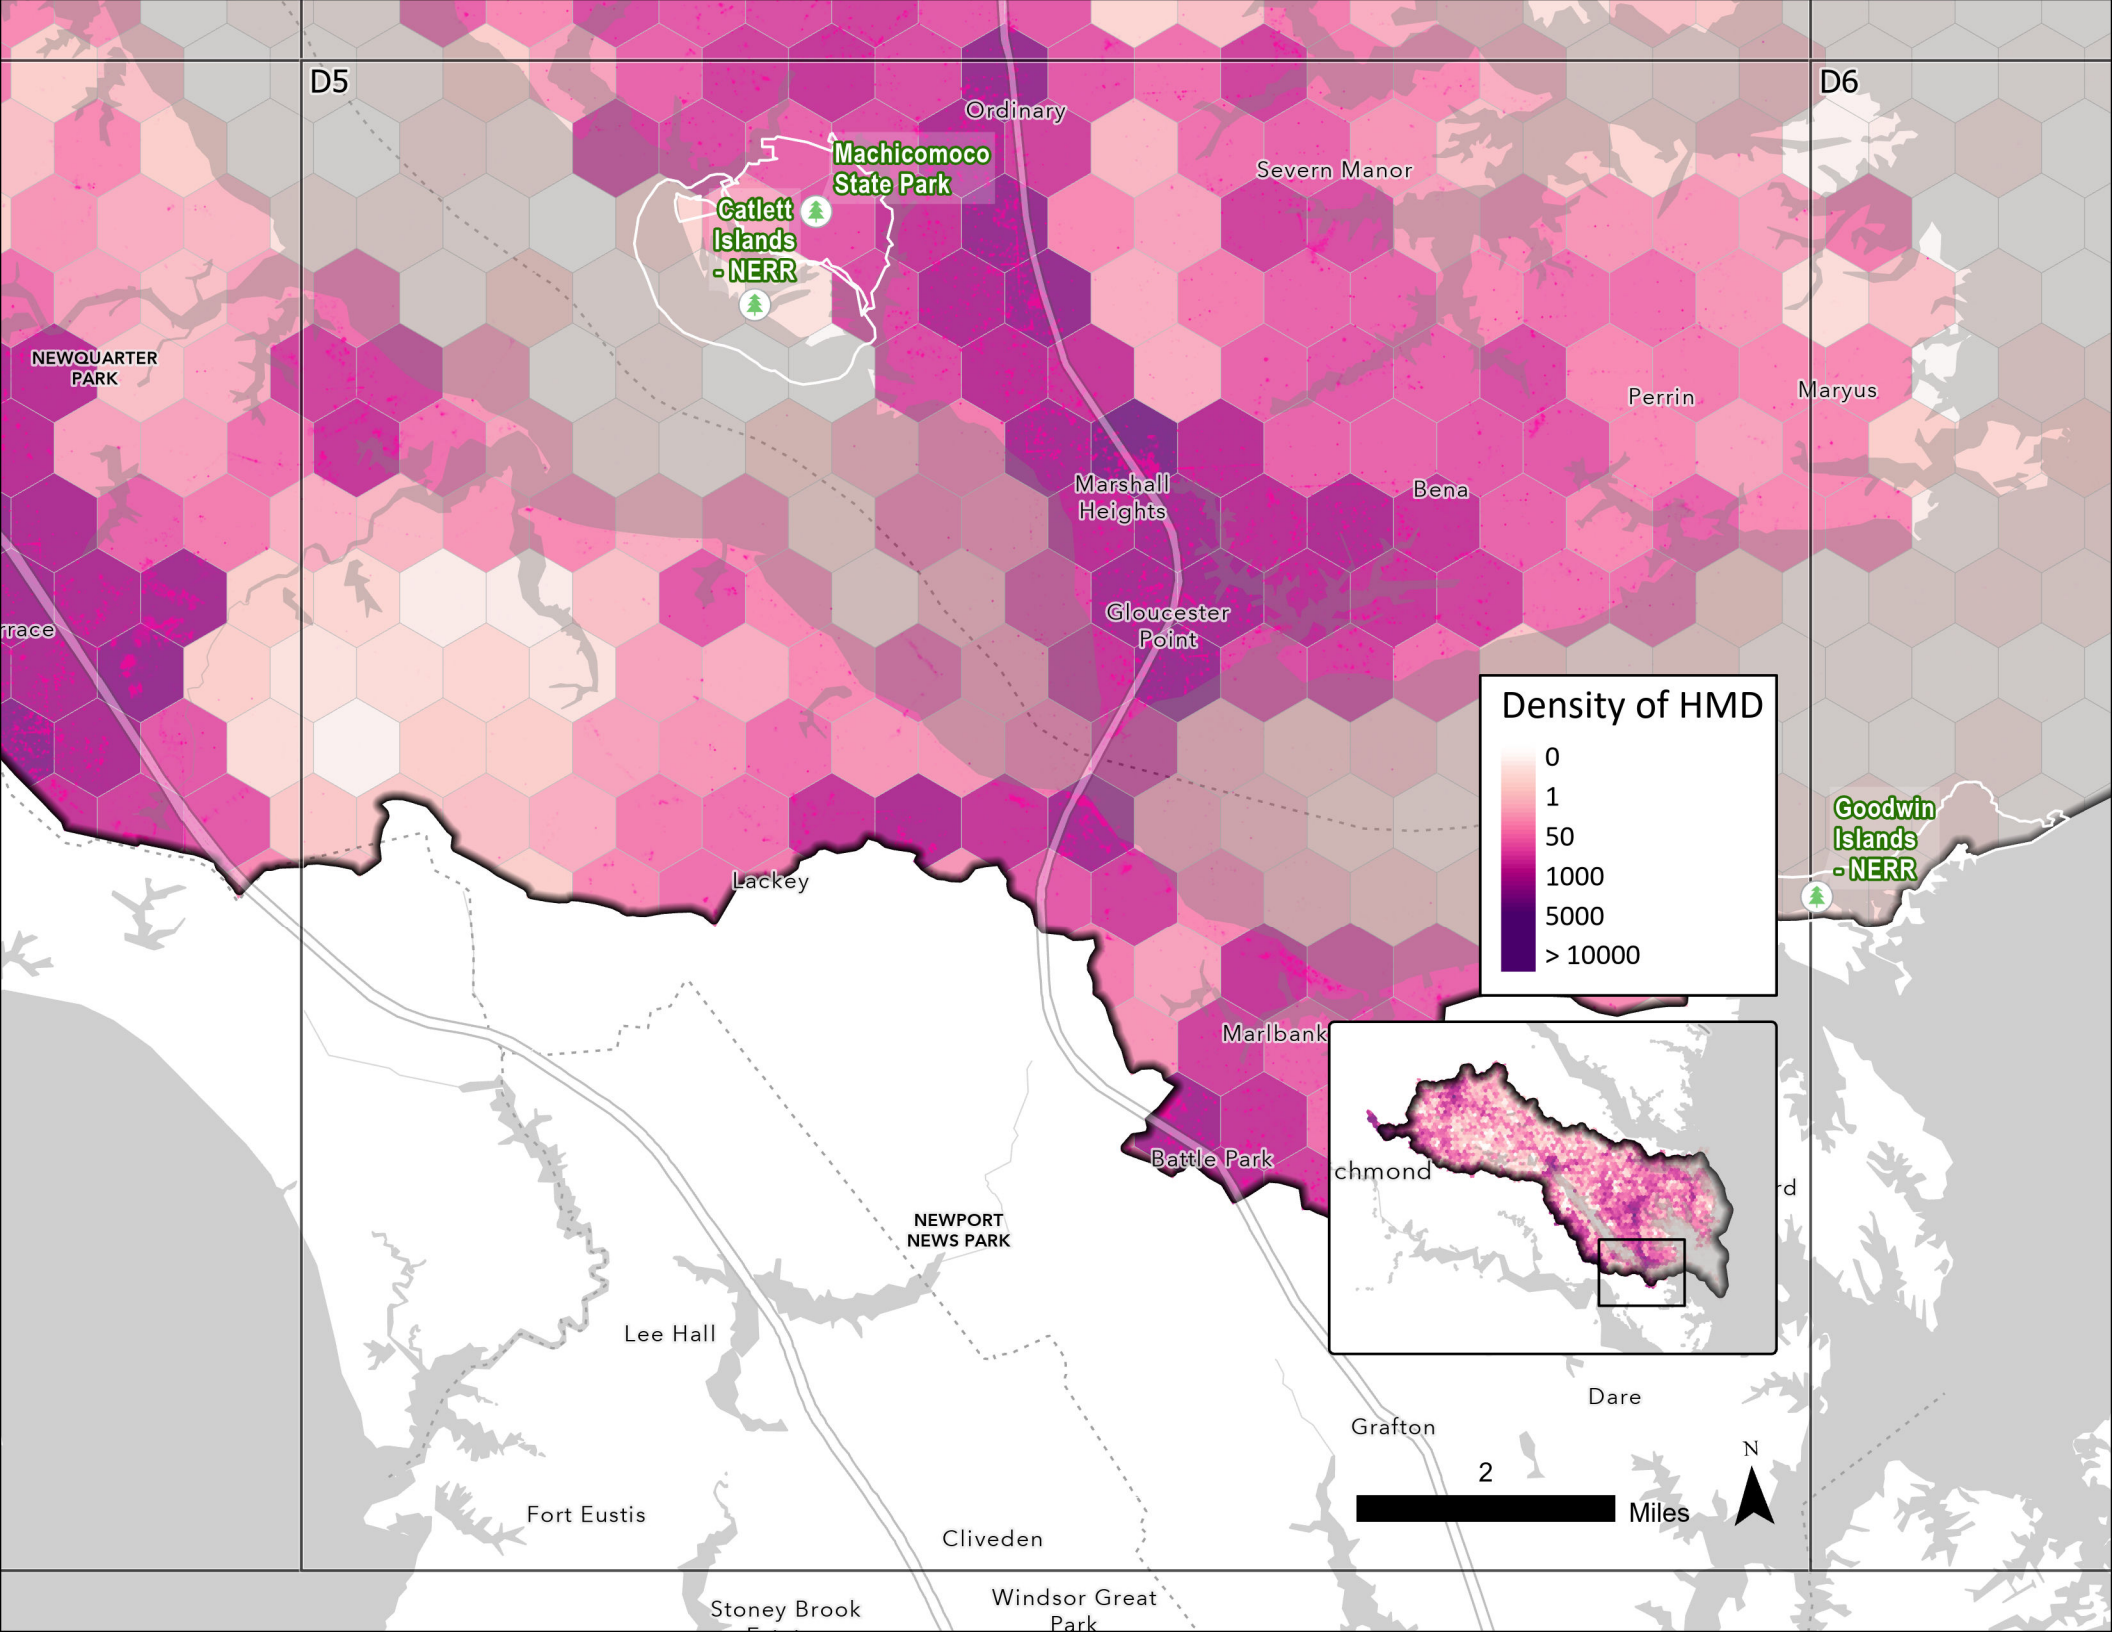 D5
D6
Ordinary
Machicomoco
State Park
Severn Manor
Catlett
Islands
- NERR
NEWQUARTER
PARK
Perrin
Maryus
Marshall
Heights
Bena
Gloucester
Point
rrace
Density of HMD
0
1
50
1000
5000
> 10000
Goodwin
Islands
- NERR
Lackey
Marlbank
Battle Park
chmond
rd
NEWPORT
NEWS PARK
Lee Hall
Dare
Grafton
N
2
Miles
Fort Eustis
Cliveden
Windsor Great
Park
Stoney Brook